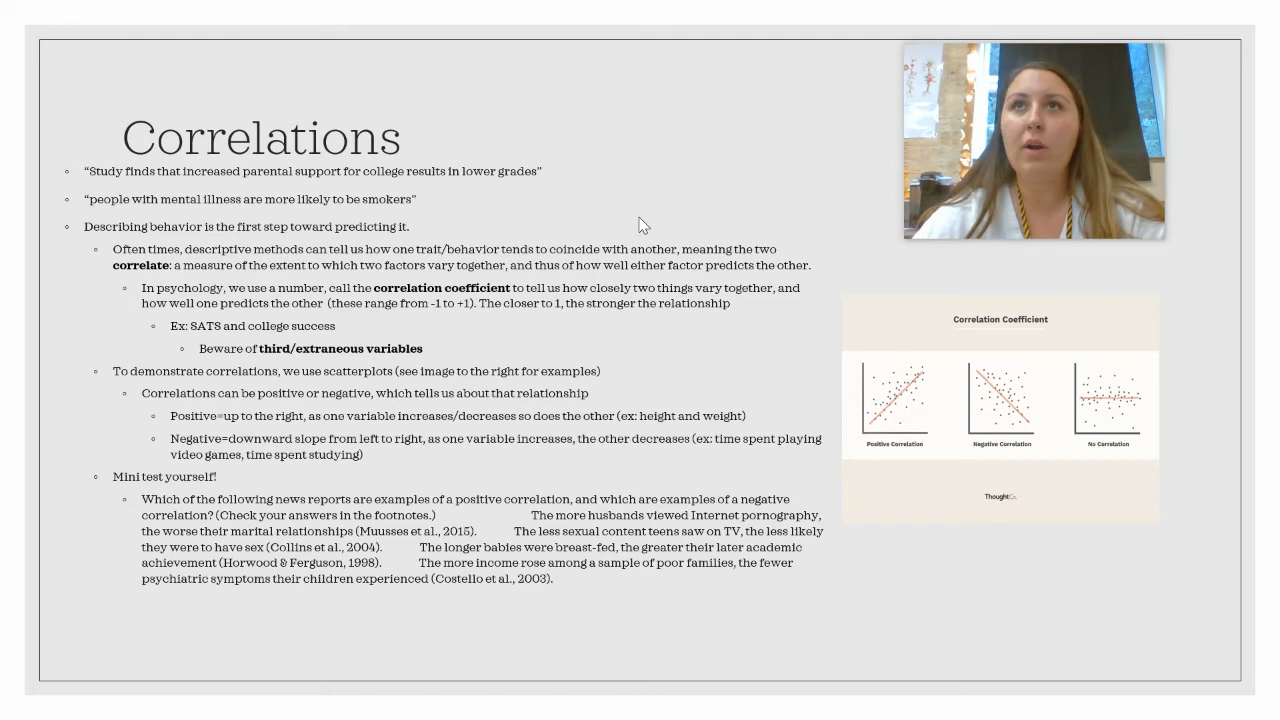 Correlations
“Study finds that increased parental support for college results in lower grades”
“people with mental illness are more likely to be smokers”
Describing behavior is the first step toward predicting it.
Often times, descriptive methods can tell us how one trait/behavior tends to coincide with another, meaning the two
correlate: a measure of the extent to which two factors vary together, and thus of how well either factor predicts the other.
In psychology, we use a number, call the correlation coefficient to tell us how closely two things vary together, and
how well one predicts the other (these range from -1 to +1). The closer to 1, the stronger the relationship
Ex: SATS and college success
Beware of third/extraneous variables
To demonstrate correlations, we use scatterplots (see image to the right for examples)
Correlations can be positive or negative, which tells us about that relationship
Positive=up to the right, as one variable increases/decreases so does the other (ex: height and weight)
Negative=downward slope from left to right, as one variable increases, the other decreases (ex: time spent playing
video games, time spent studying)
Mini test yourself!
Which of the following news reports are examples of a positive correlation, and which are examples of a negative
correlation? (Check your answers in the footnotes.) The more husbands viewed Internet pornography,
the worse their marital relationships (Muusses et al., 2015). The less sexual content teens saw on TV, the less likely
they were to have sex (Collins et al., 2004). The longer babies were breast-fed, the greater their later academic
achievement (Horwood & Ferguson, 1998). The more income rose among a sample of poor families, the fewer
psychiatric symptoms their children experienced (Costello et al., 2003).
Correlation Coefficient
Positive Correlation
Negative Correlation
No Correlation
ThoughtCo.